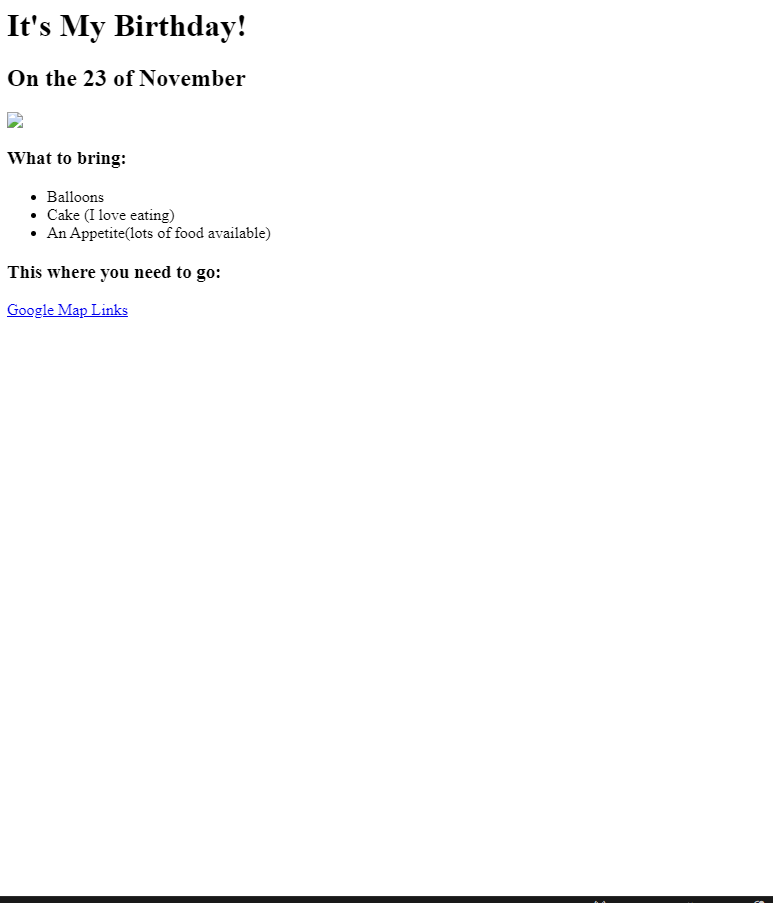 It's My Birthday!
On the 23 of November
What to bring:
Balloons
Cake (I love eating)
An Appetite(lots of food available)
This where you need to go:
Google Map Links